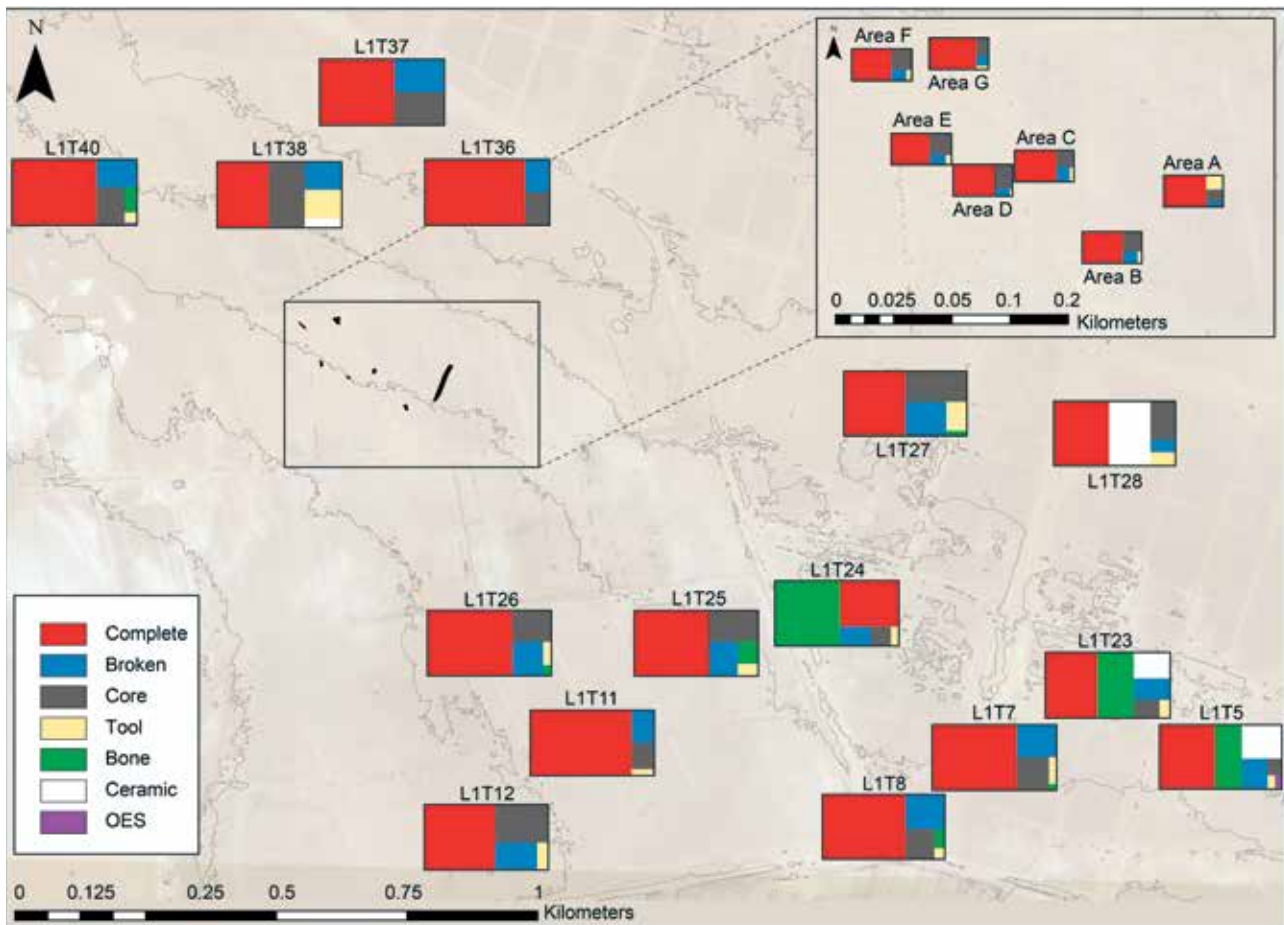 N
L1T37
L1T40
L1T38
L1T36
N
Area F
Area G
Area E
Area C
Area D
Area A
Area B
0 0.025 0.05 0.1 0.2
Kilometers
L1T27
L1T28
L1T24
L1T26
L1T25
L1T23
L1T11
L1T7
L1T5
L1T12
L1T8
Complete
Broken
Core
Tool
Bone
Ceramic
OES
0 0.125 0.25 0.5 0.75 1
Kilometers